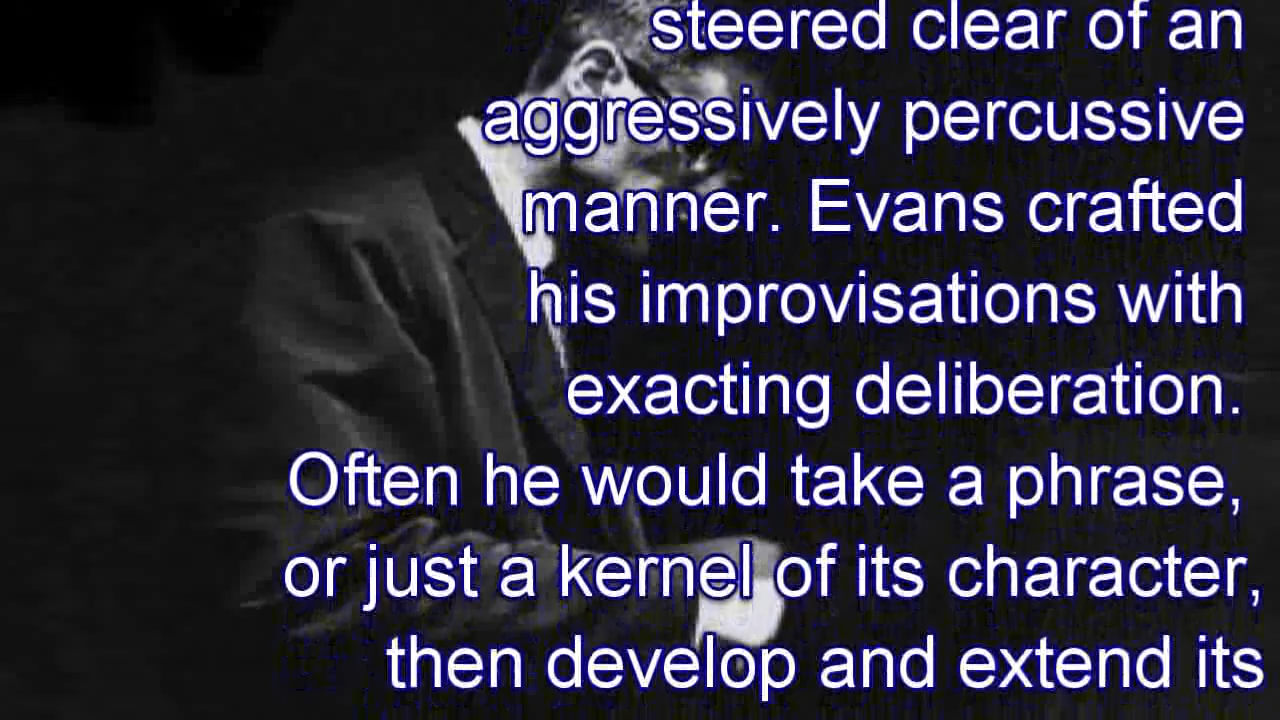 steered clear of an
aggressively percussive
manner. Evans crafted
his improvisations with
exacting deliberation.
Often he would take a phrase,
or just a kernel of its character,
then develop and extend its